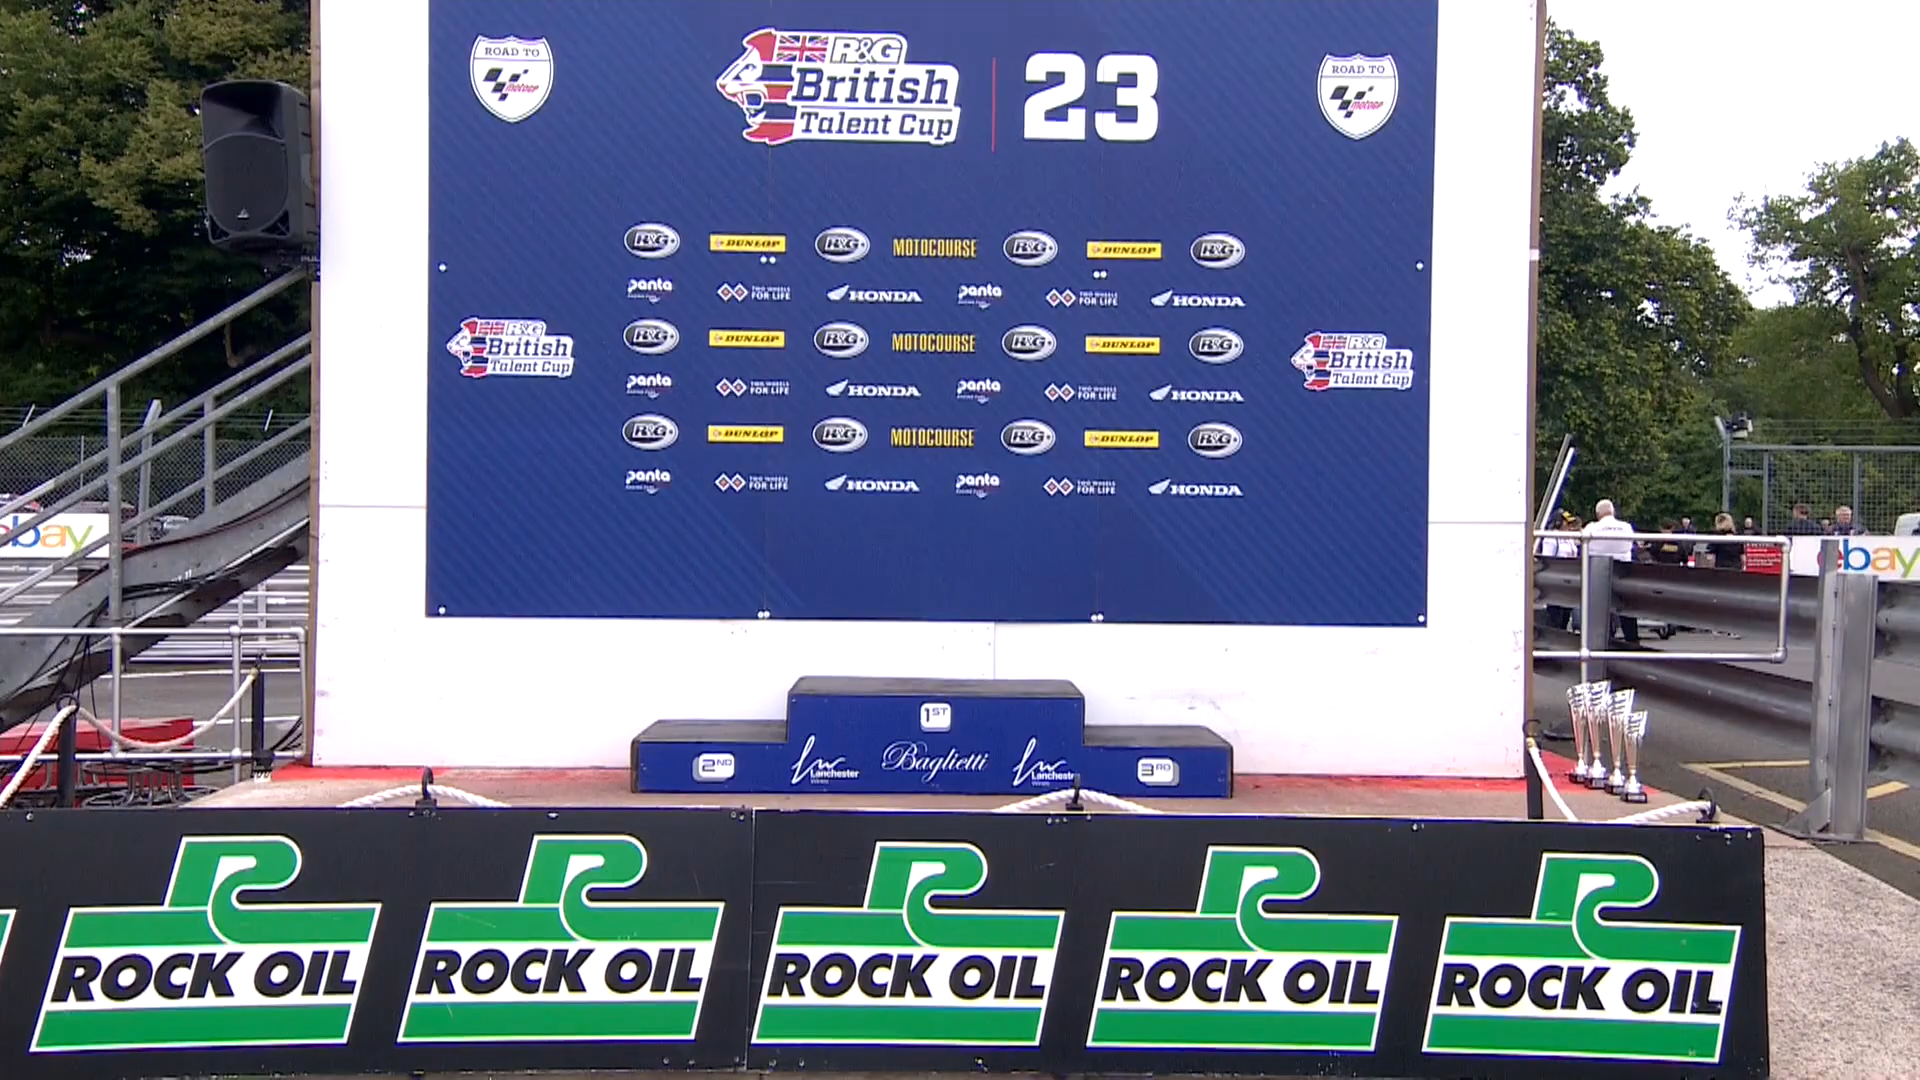 ROAD TO
motoGP
R&G
British
Talent Cup
23
ROAD TO
motoGP
R&G DUNLOP R&G MOTOCOURSE R&G DUNLOP R&G
panta TWO WHEELS FOR LIFE HONDA panta TWO WHEELS FOR LIFE HONDA
R&G DUNLOP R&G MOTOCOURSE R&G DUNLOP R&G
panta TWO WHEELS FOR LIFE HONDA panta TWO WHEELS FOR LIFE HONDA
R&G DUNLOP R&G MOTOCOURSE R&G DUNLOP R&G
panta TWO WHEELS FOR LIFE HONDA panta TWO WHEELS FOR LIFE HONDA
R&G
British
Talent Cup
R&G
British
Talent Cup
ebay
ebay
1ST
2ND
Lanchester
Baglietti
Lanchester
3RD
R
ROCK OIL
R
ROCK OIL
R
ROCK OIL
R
ROCK OIL
R
ROCK OIL